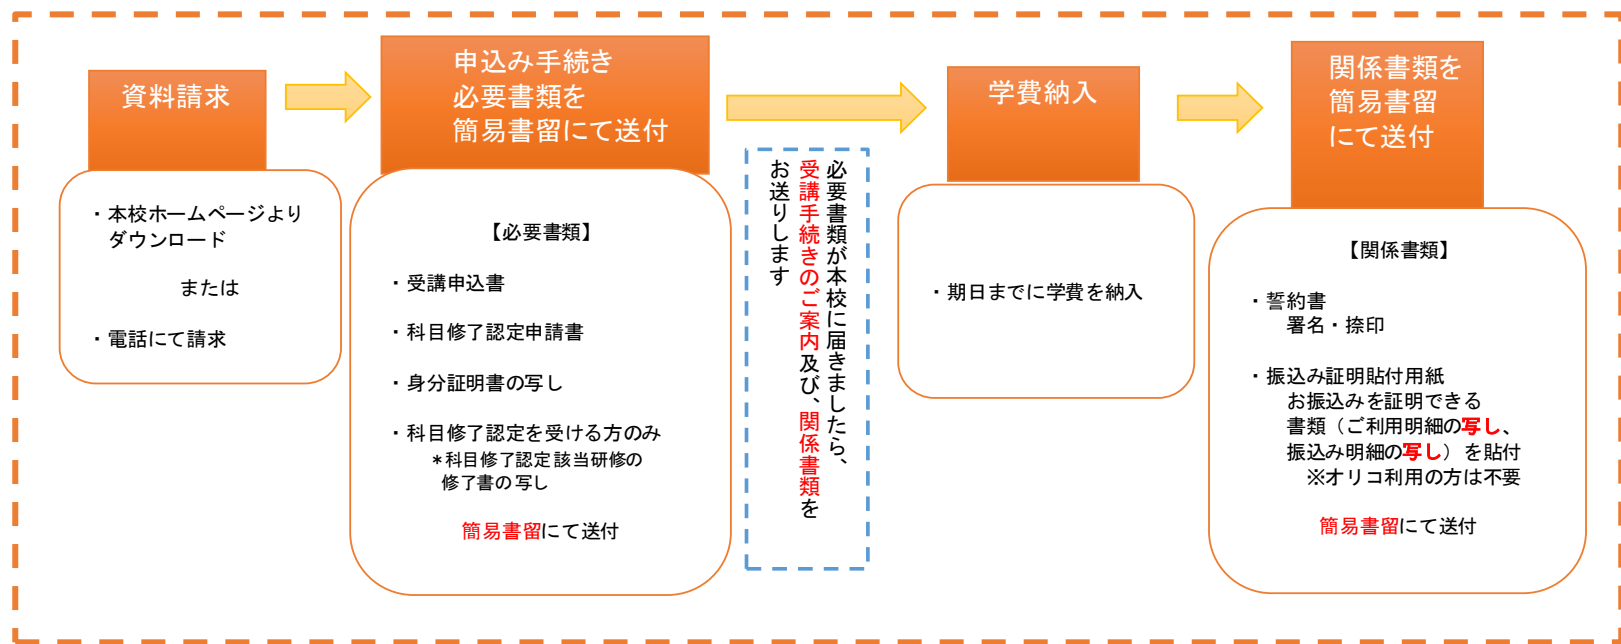 資料請求
・本校ホームページより
ダウンロード
または
・電話にて請求
申込み手続き
必要書類を
簡易書留にて送付
【必要書類】
・受講申込書
・科目修了認定申請書
・身分証明書の写し
・科目修了認定を受ける方のみ
＊科目修了認定該当研修の
修了書の写し
簡易書留にて送付
必要書類が本校に届きましたら、
受講手続きのご案内及び、関係書類を
お送りします
学費納入
・期日までに学費を納入
関係書類を
簡易書留
にて送付
【関係書類】
・誓約書
署名・捺印
・振込み証明貼付用紙
お振込みを証明できる
書類（ご利用明細の写し、
振込み明細の写し）を貼付
※オリコ利用の方は不要
簡易書留にて送付